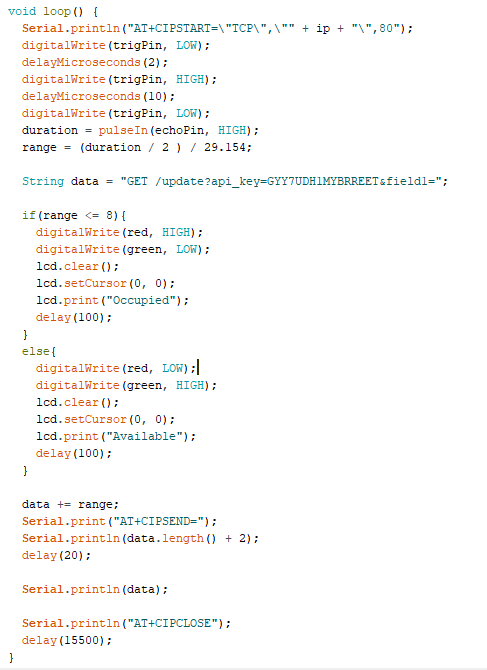 void loop() {
  Serial.println("AT+CIPSTART=\"TCP\",\"" + ip + "\",80");
  digitalWrite(trigPin, LOW);
  delayMicroseconds(2);
  digitalWrite(trigPin, HIGH);
  delayMicroseconds(10);
  digitalWrite(trigPin, LOW);
  duration = pulseIn(echoPin, HIGH);
  range = (duration / 2 ) / 29.154;

  String data = "GET /update?api_key=GYY7UDH1MYBRREET&field1=";

  if(range <= 8){
    digitalWrite(red, HIGH);
    digitalWrite(green, LOW);
    lcd.clear();
    lcd.setCursor(0, 0);
    lcd.print("Occupied");
    delay(100);
  }
  else{
    digitalWrite(red, LOW);
    digitalWrite(green, HIGH);
    lcd.clear();
    lcd.setCursor(0, 0);
    lcd.print("Available");
    delay(100);
  }

  data += range;
  Serial.print("AT+CIPSEND=");
  Serial.println(data.length() + 2);
  delay(20);

  Serial.println(data);

  Serial.println("AT+CIPCLOSE");
  delay(15500);
}